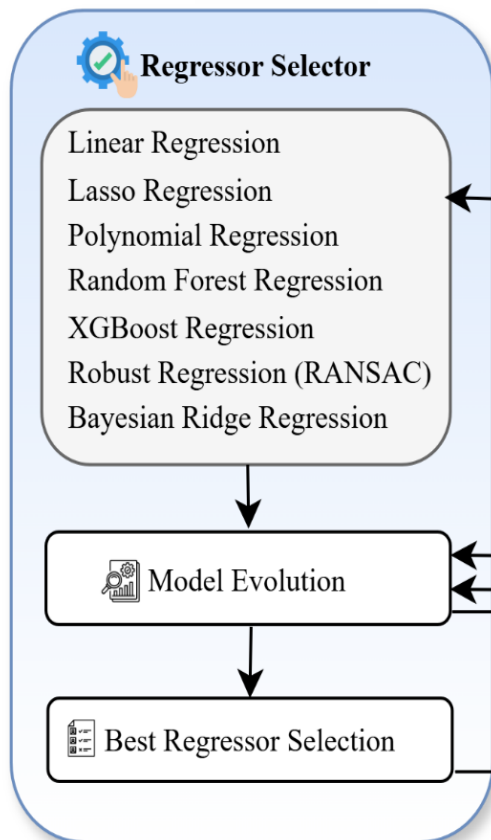 Regressor Selector
Linear Regression
Lasso Regression
Polynomial Regression
Random Forest Regression
XGBoost Regression
Robust Regression (RANSAC)
Bayesian Ridge Regression
Model Evolution
Best Regressor Selection